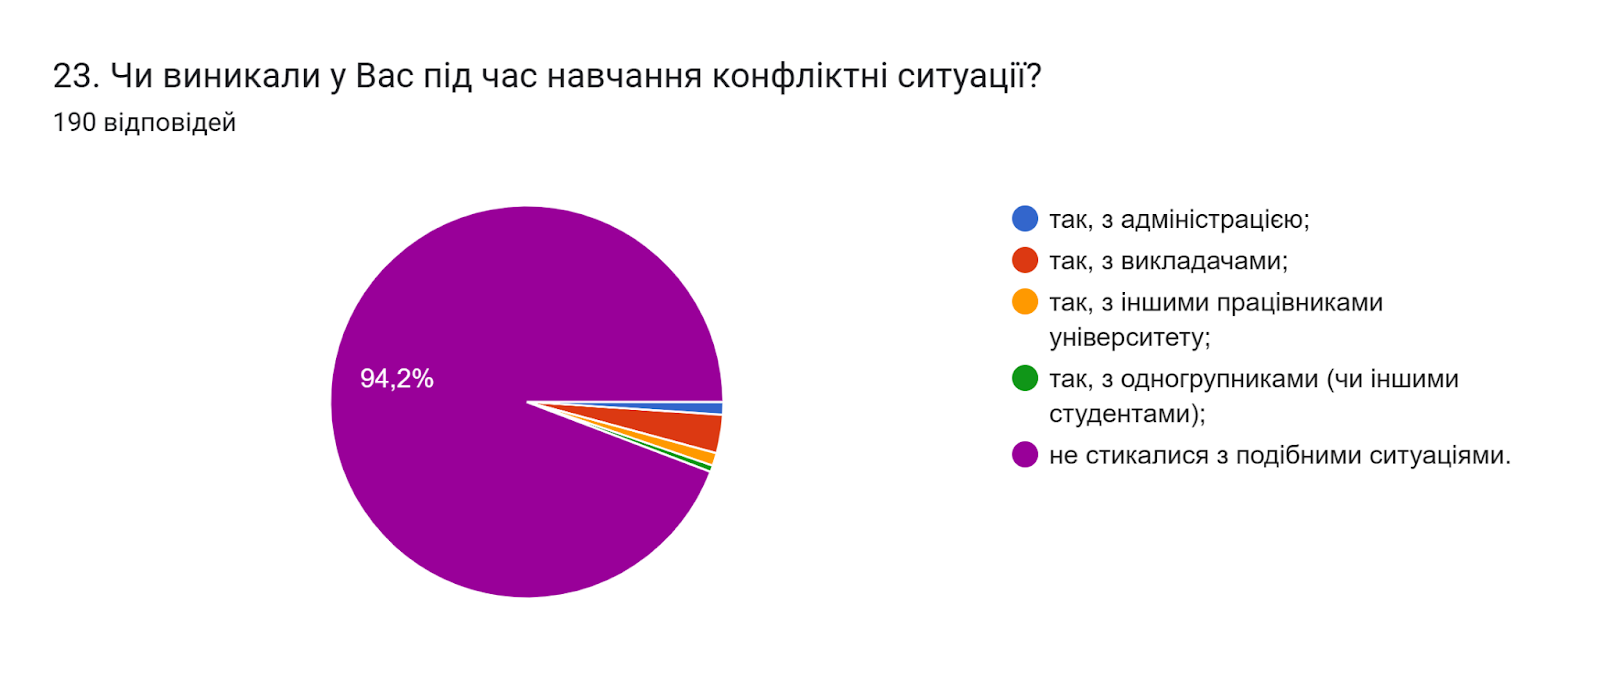 23. Чи виникали у Вас під час навчання конфліктні ситуації?
190 відповідей
94,2%
так, з адміністрацією;
так, з викладачами;
так, з іншими працівниками
університету;
так, з одногрупниками (чи іншими
студентами);
не стикалися з подібними ситуаціями.